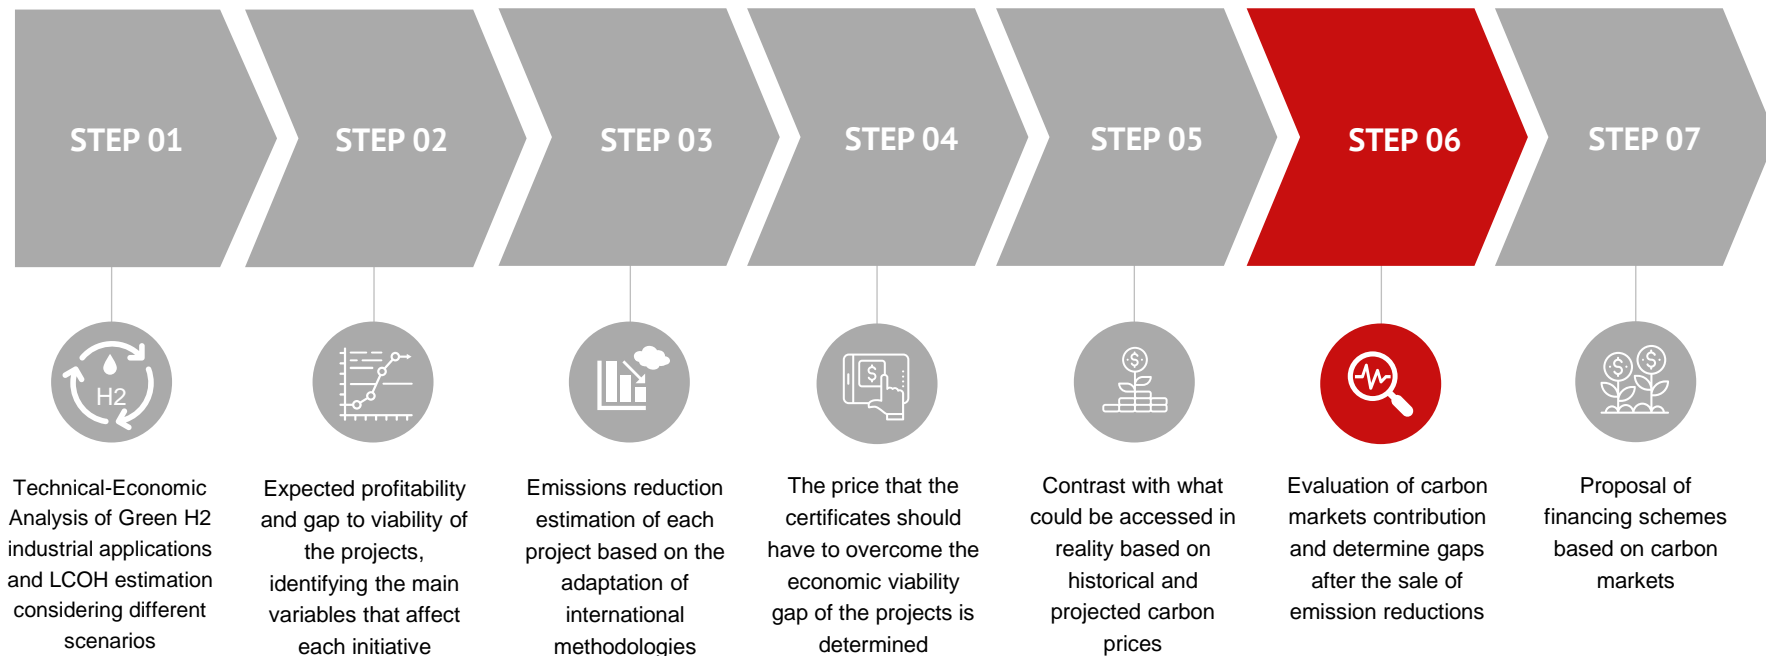 STEP 01
STEP 02
STEP 03
STEP 04
STEP 05
STEP 06
STEP 07
H2
$
$
$ $
Technical-Economic
Analysis of Green H2
industrial applications
and LCOH estimation
considering different
scenarios
Expected profitability
and gap to viability of
the projects,
identifying the main
variables that affect
each initiative
Emissions reduction
estimation of each
project based on the
adaptation of
international
methodologies
The price that the
certificates should
have to overcome the
economic viability
gap of the projects is
determined
Contrast with what
could be accessed in
reality based on
historical and
projected carbon
prices
Evaluation of carbon
markets contribution
and determine gaps
after the sale of
emission reductions
Proposal of
financing schemes
based on carbon
markets